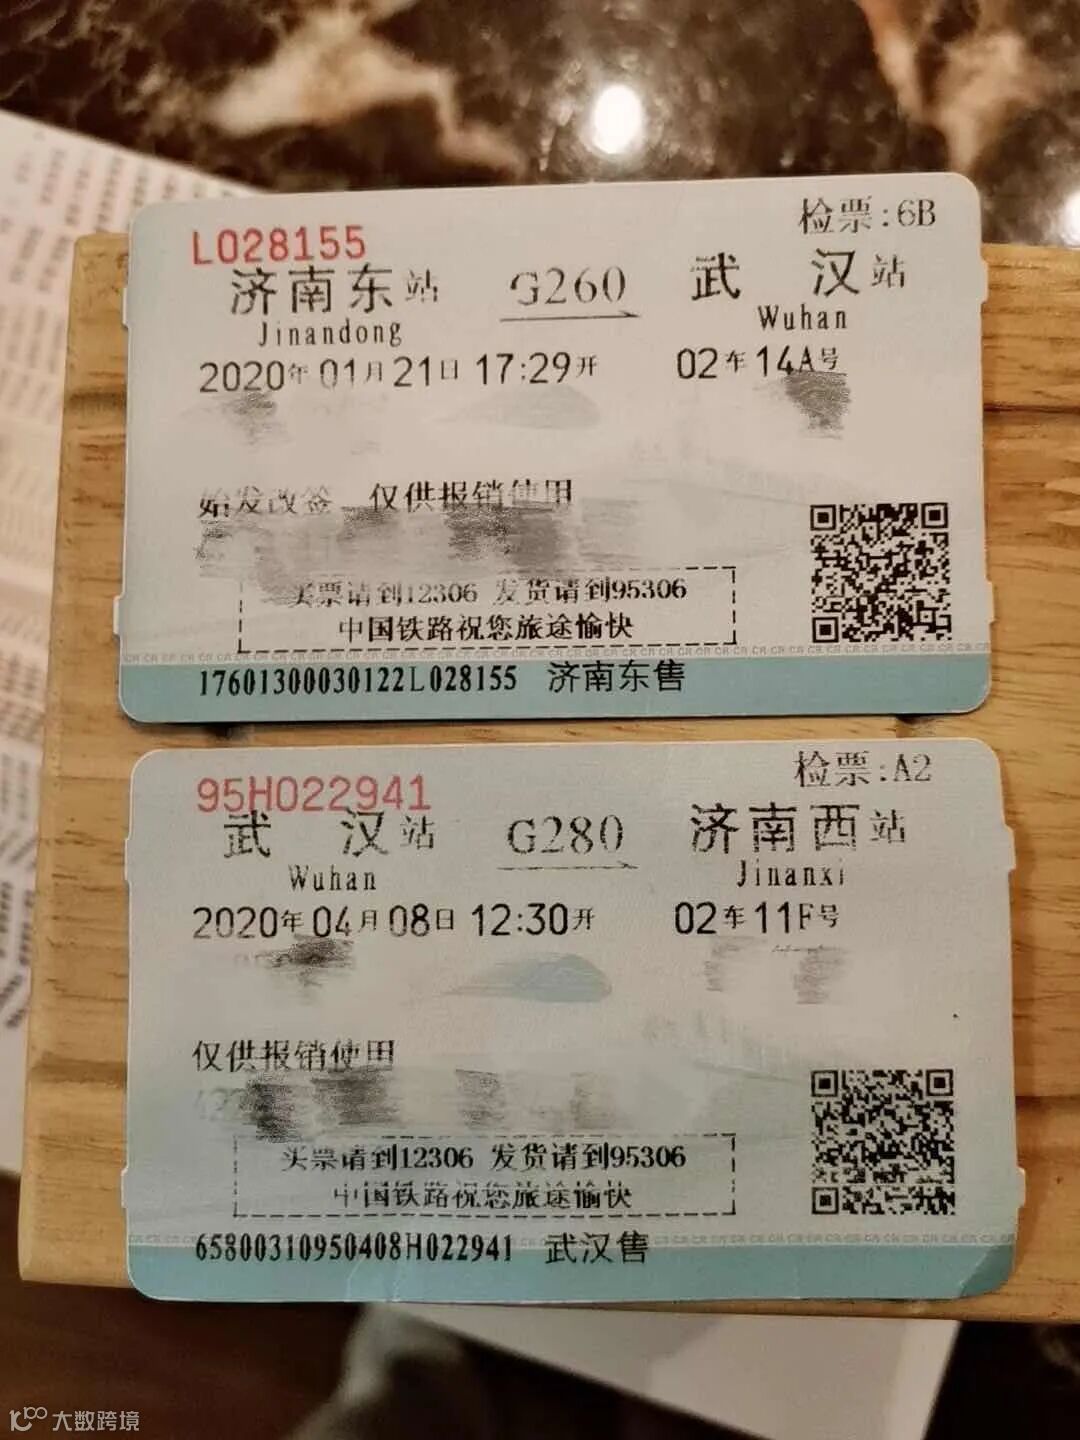 检票:6B
L028155
济南东站 G260 武汉站
Jinandong Wuhan
2020年01月21日 17:29开 02车14A号
始发改签 仅供报销使用
买票请到12306 发货请到95306
中国铁路祝您旅途愉快
17601300030122L028155 济南东售
检票:A2
95H022941
武汉站 G280 济南西站
Wuhan Jinanxi
2020年04月08日 12:30开 02车11F号
仅供报销使用
买票请到12306 发货请到95306
中国铁路祝您旅途愉快
65800310950408H022941 武汉售
大数跨境